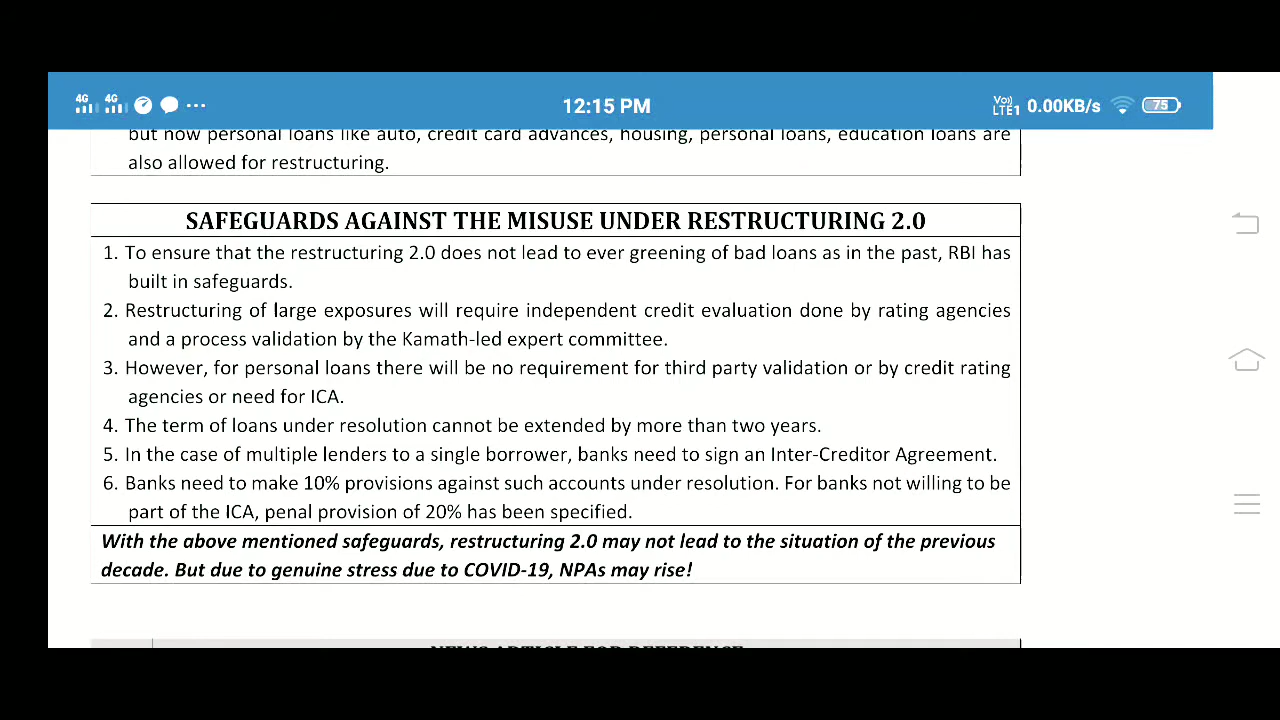 4G 4G ... 12:15 PM Vo) LTE1 0.00KB/s 75
but now personal loans like auto, credit card advances, housing, personal loans, education loans are
also allowed for restructuring.
SAFEGUARDS AGAINST THE MISUSE UNDER RESTRUCTURING 2.0
1. To ensure that the restructuring 2.0 does not lead to ever greening of bad loans as in the past, RBI has
built in safeguards.
2. Restructuring of large exposures will require independent credit evaluation done by rating agencies
and a process validation by the Kamath-led expert committee.
3. However, for personal loans there will be no requirement for third party validation or by credit rating
agencies or need for ICA.
4. The term of loans under resolution cannot be extended by more than two years.
5. In the case of multiple lenders to a single borrower, banks need to sign an Inter-Creditor Agreement.
6. Banks need to make 10% provisions against such accounts under resolution. For banks not willing to be
part of the ICA, penal provision of 20% has been specified.
With the above mentioned safeguards, restructuring 2.0 may not lead to the situation of the previous
decade. But due to genuine stress due to COVID-19, NPAs may rise!
NEWS ARTICLE FOR REFERENCE